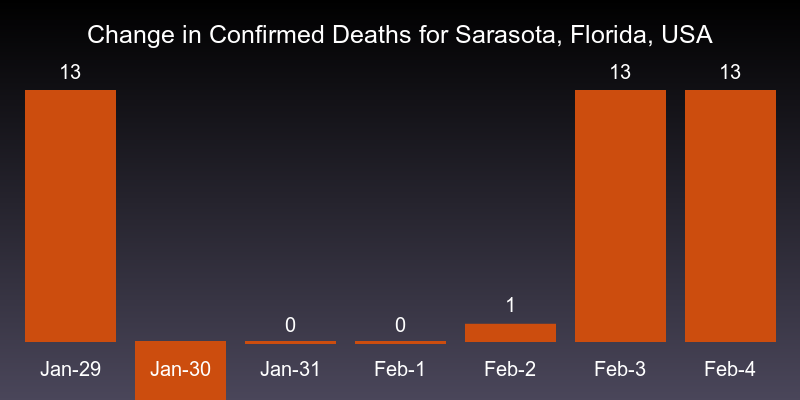 Change in Confirmed Deaths for Sarasota, Florida, USA
13 0 0 1 13 13
Jan-29 Jan-30 Jan-31 Feb-1 Feb-2 Feb-3 Feb-4